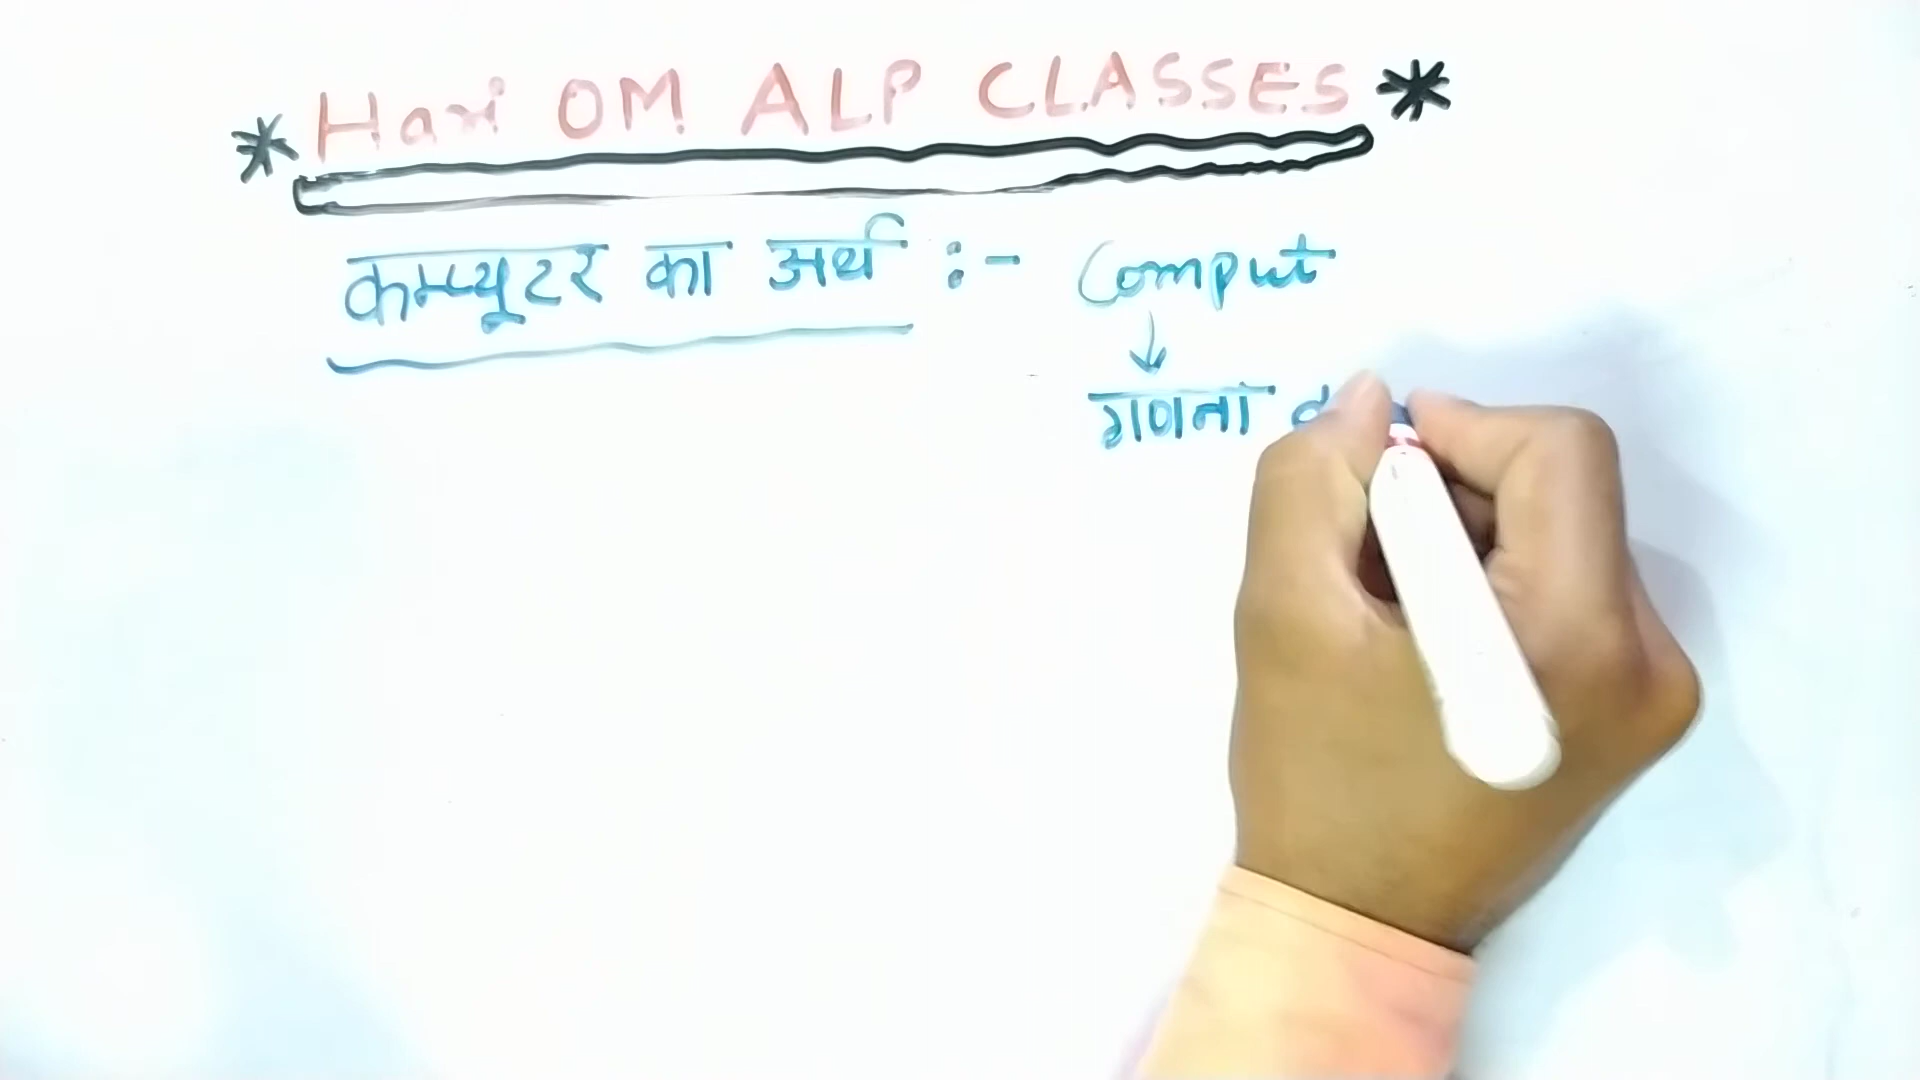 * Hari OM ALP CLASSES *
कम्प्यूटर का अर्थ :- Comput
↓
गणना